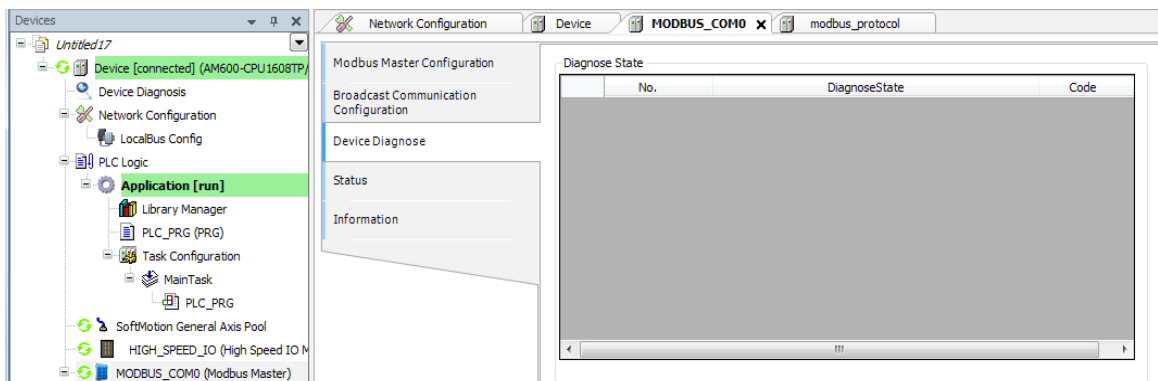 Devices
Untitled17
Device [connected] (AM600-CPU1608TP/
Device Diagnosis
Network Configuration
LocalBus Config
PLC Logic
Application [run]
Library Manager
PLC_PRG (PRG)
Task Configuration
MainTask
PLC_PRG
SoftMotion General Axis Pool
HIGH_SPEED_IO (High Speed IO M
MODBUS_COM0 (Modbus Master)
Network Configuration
Device
MODBUS_COM0
modbus_protocol
Modbus Master Configuration
Broadcast Communication
Configuration
Device Diagnose
Status
Information
Diagnose State
No.
DiagnoseState
Code